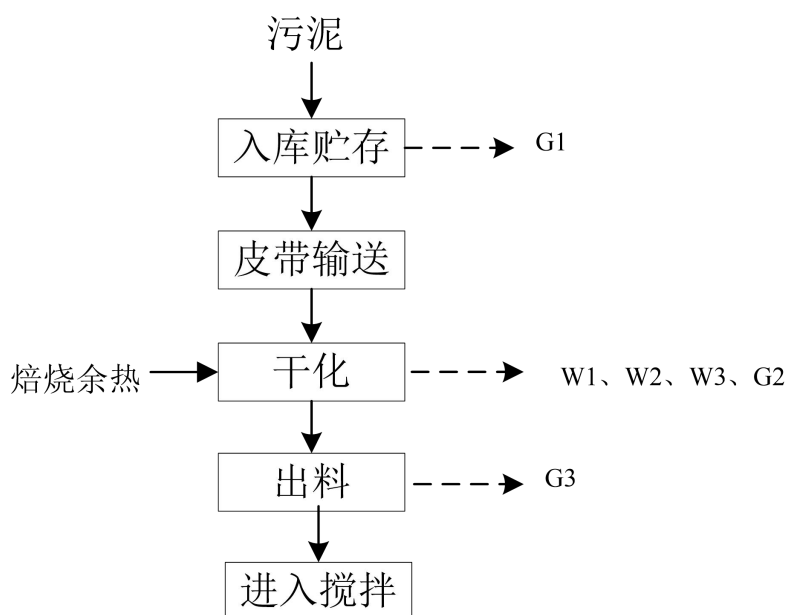 污泥
入库贮存
G1
皮带输送
焙烧余热
干化
W1、W2、W3、G2
出料
G3
进入搅拌